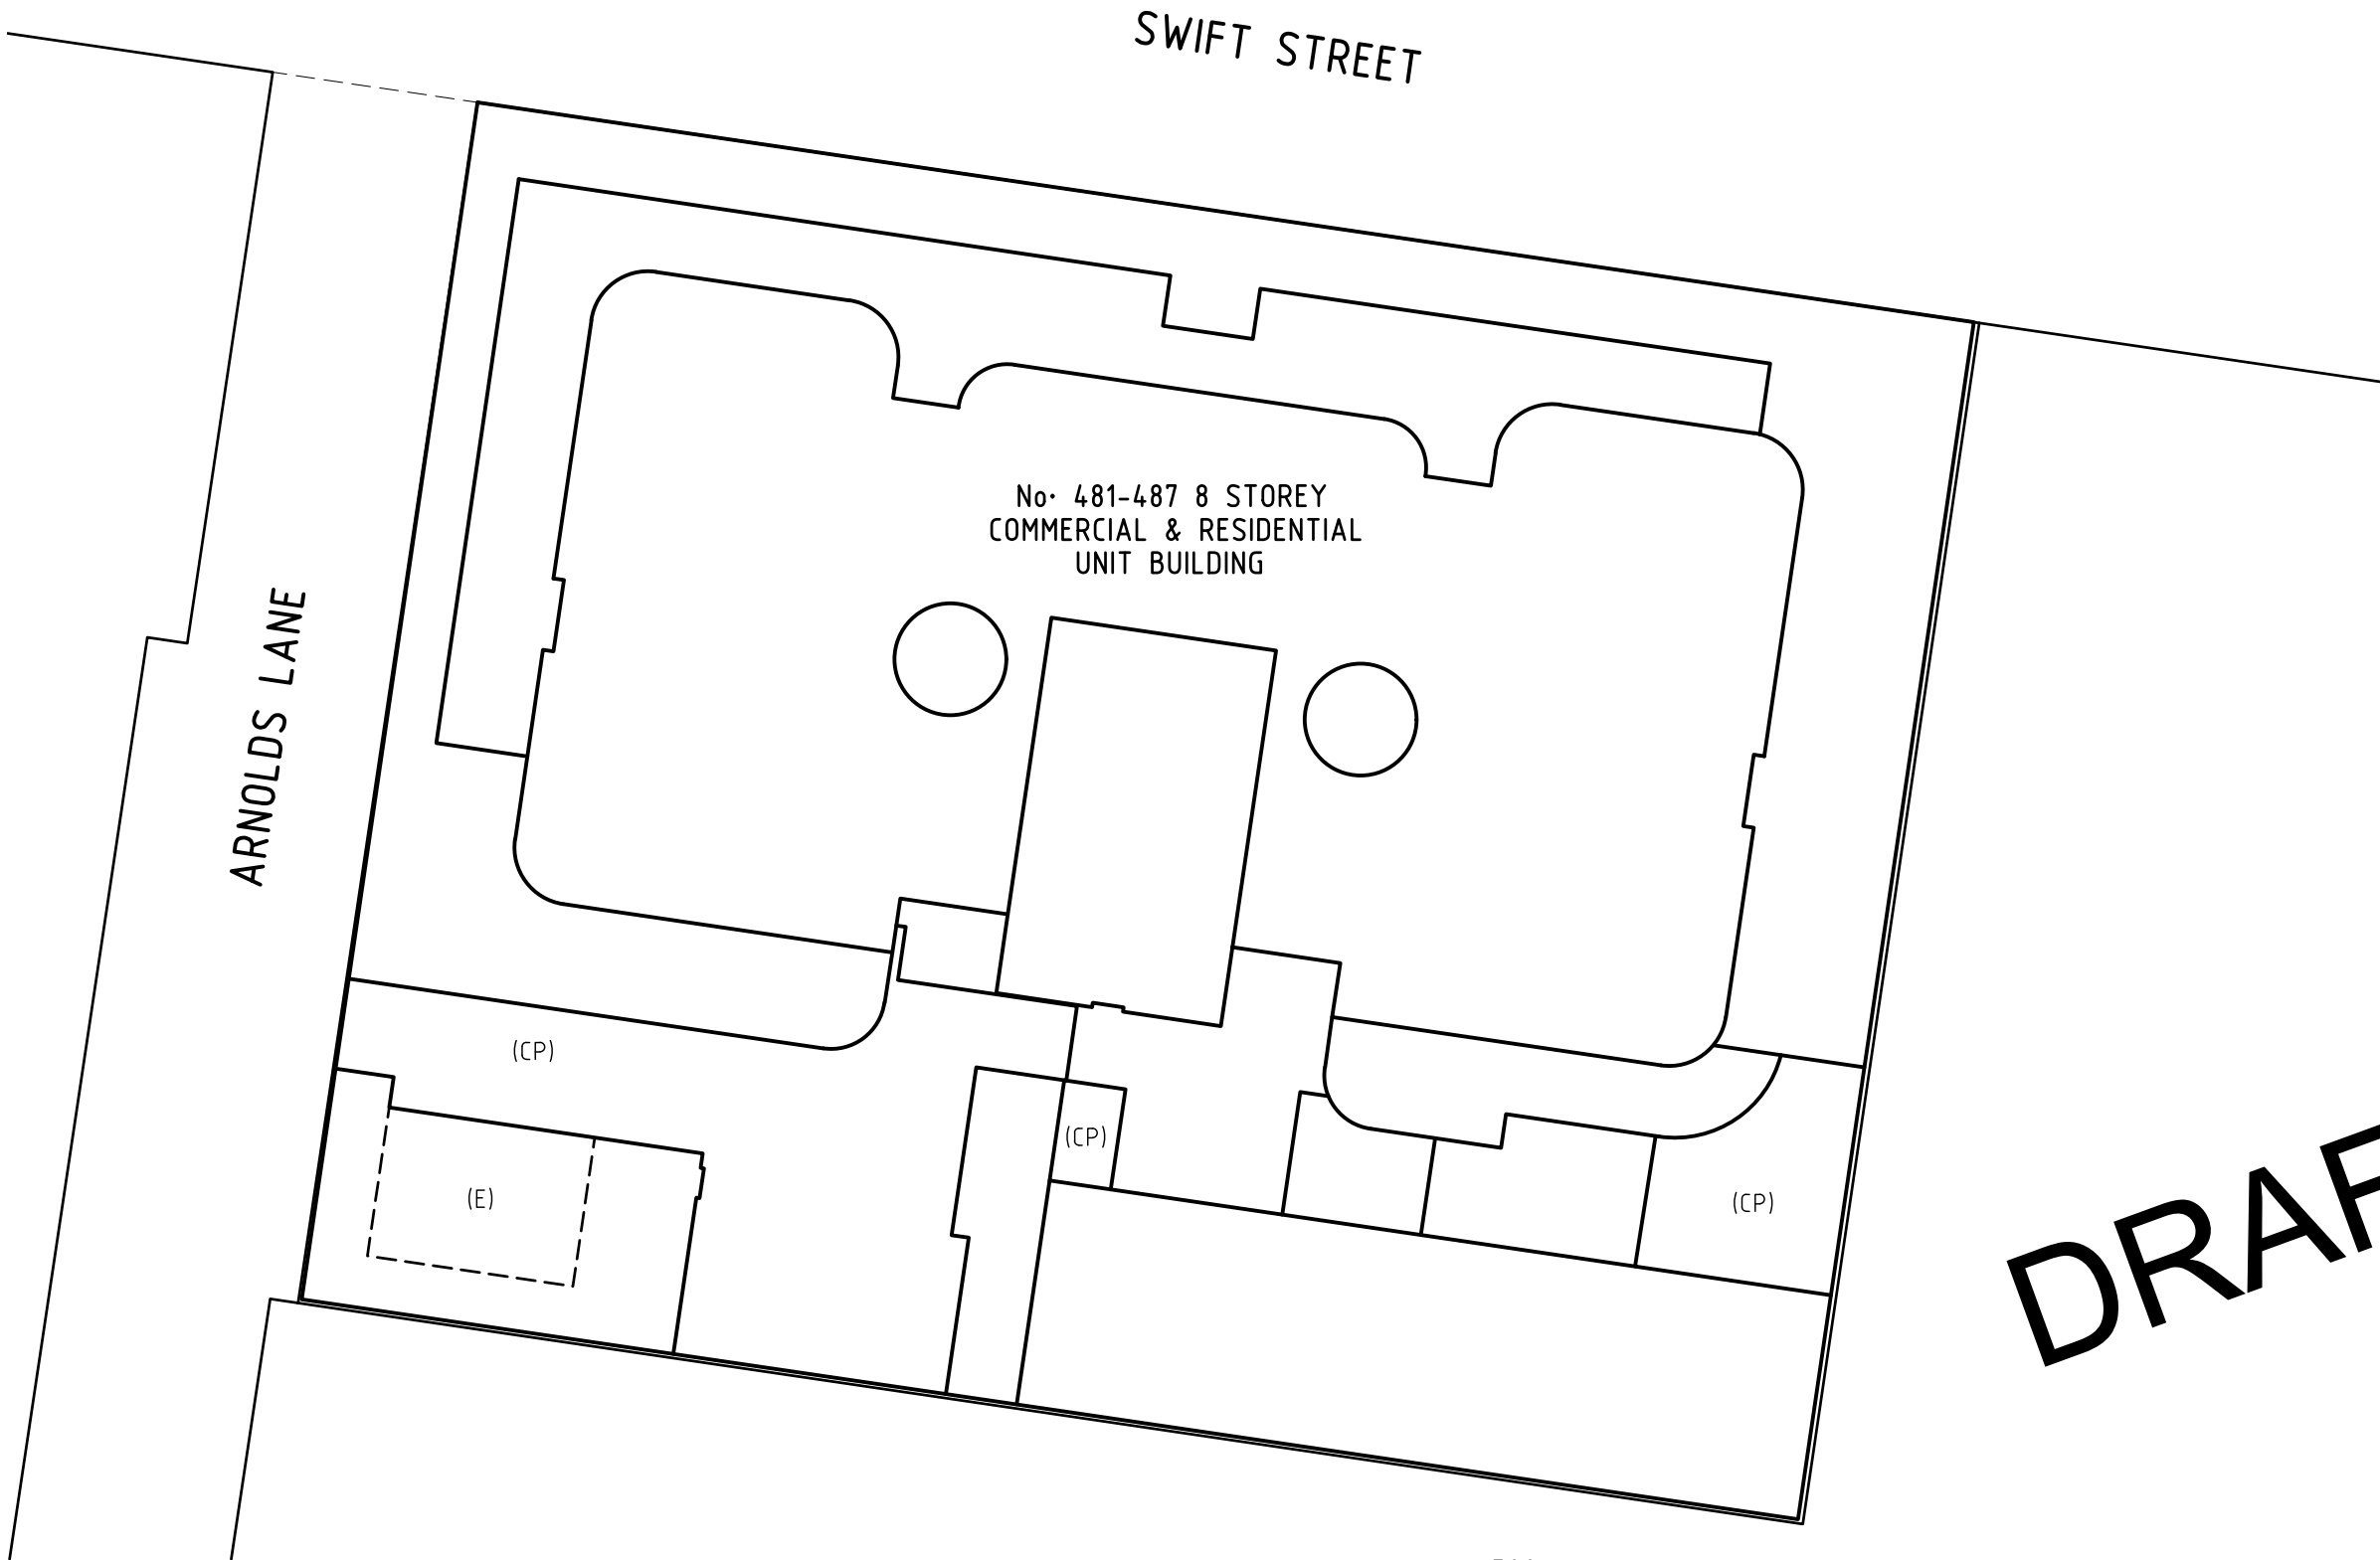 SWIFT STREET
No. 481-487 8 STOREY
COMMERCIAL & RESIDENTIAL
UNIT BUILDING
ARNOLDS LANE
(CP)
(CP)
(E)
(CP)
DRAF